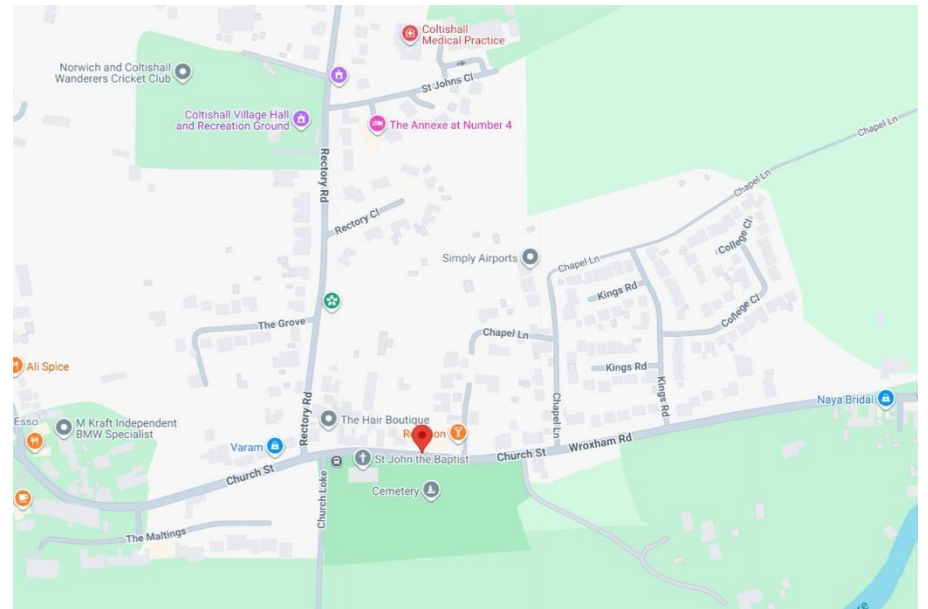 Coltishall
Medical Practice
Norwich and Coltishall
Wanderers Cricket Club
St Johns Cl
Coltishall Village Hall
and Recreation Ground
The Annexe at Number 4
Chapel Ln
Rectory Rd
Chapel Ln
Rectory Cl
College Cl
Simply Airports
Chapel Ln
Kings Rd
College Cl
The Grove
Chapel Ln
Ali Spice
Kings Rd
Kings Rd
Naya Bridal
Rectory Rd
Chapel Ln
Esso
M Kraft Independent
BMW Specialist
The Hair Boutique
Varam
Wroxham Rd
St John the Baptist
Church St
Church St
Cemetery
Church Loke
The Maltings